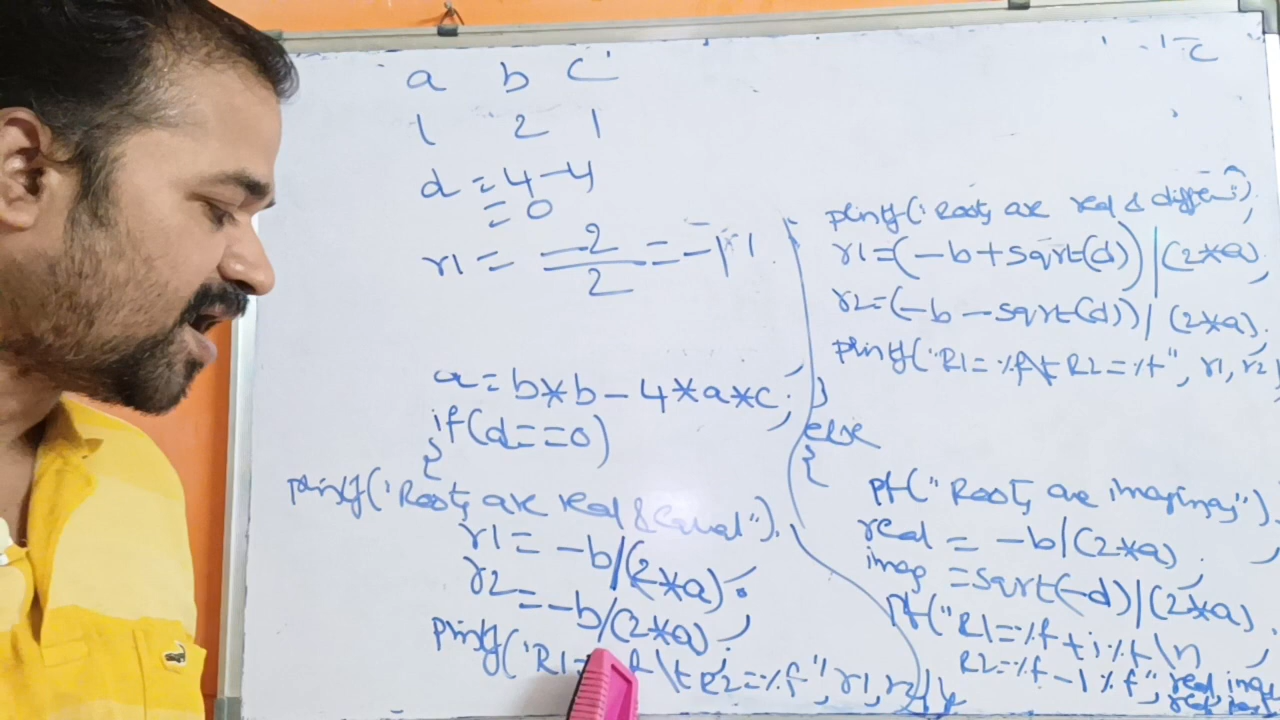 a b c
1 2 1
d = 4-4
= 0
r1 = -2 / 2 = -1, 1
d = b*b - 4*a*c;
if(d==0)
{
printf("Roots are real & equal");
r1 = -b/(2*a);
r2 = -b/(2*a);
printf("R1= \t R2=%f", r1, r2);
printf("Roots are real & different");
r1=(-b+sqrt(d))/(2*a);
r2=(-b-sqrt(d))/(2*a);
printf("R1=%f\t R2=%f", r1, r2
}
else
{
pf("Roots are imaginary");
real = -b/(2*a);
imag = sqrt(-d)/(2*a);
pf("R1=%f+i%f\n
R2=%f-i%f", real, imag